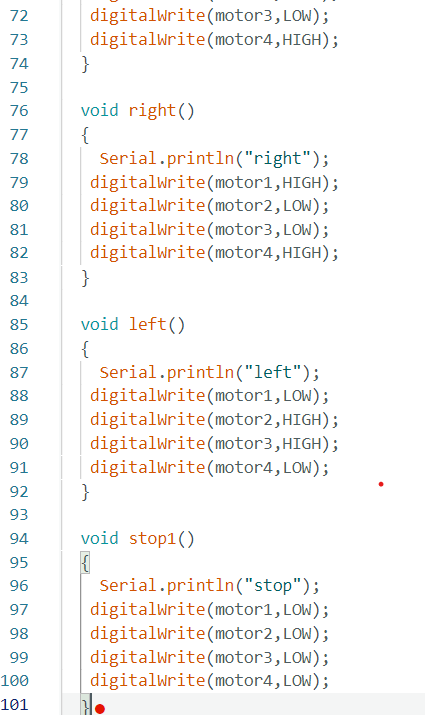 72 digitalWrite(motor3,LOW);
73 digitalWrite(motor4,HIGH);
74 }
75
76 void right()
77 {
78 Serial.println("right");
79 digitalWrite(motor1,HIGH);
80 digitalWrite(motor2,LOW);
81 digitalWrite(motor3,LOW);
82 digitalWrite(motor4,HIGH);
83 }
84
85 void left()
86 {
87 Serial.println("left");
88 digitalWrite(motor1,LOW);
89 digitalWrite(motor2,HIGH);
90 digitalWrite(motor3,HIGH);
91 digitalWrite(motor4,LOW);
92 }
93
94 void stop1()
95 {
96 Serial.println("stop");
97 digitalWrite(motor1,LOW);
98 digitalWrite(motor2,LOW);
99 digitalWrite(motor3,LOW);
100 digitalWrite(motor4,LOW);
101 }